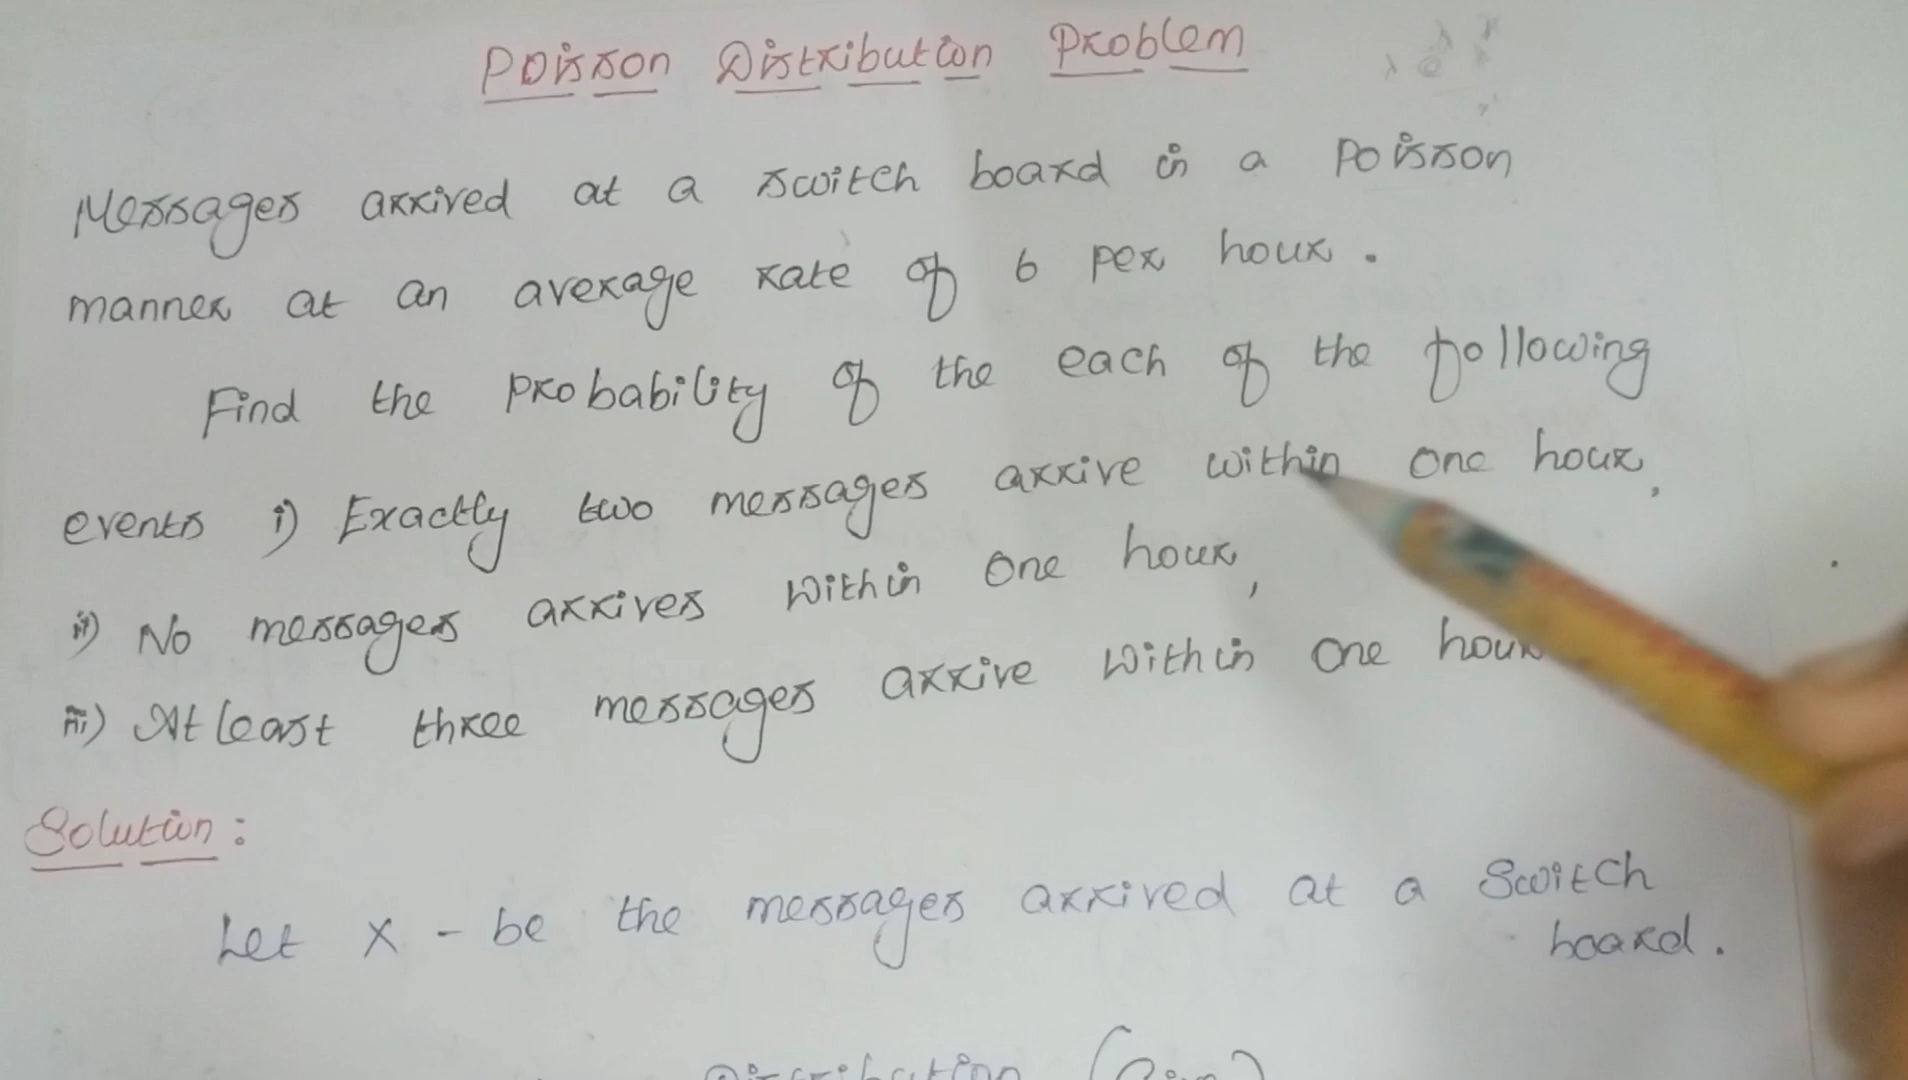 Poisson Distribution Problem
Messages arrived at a switch board in a Poisson
manner at an average rate of 6 per hour.
Find the probability of the each of the following
events i) Exactly two messages arrive within one hour,
ii) No messages arrives within one hour,
iii) Atleast three messages arrive within one hour
Solution:
Let X - be the messages arrived at a Switch
board.